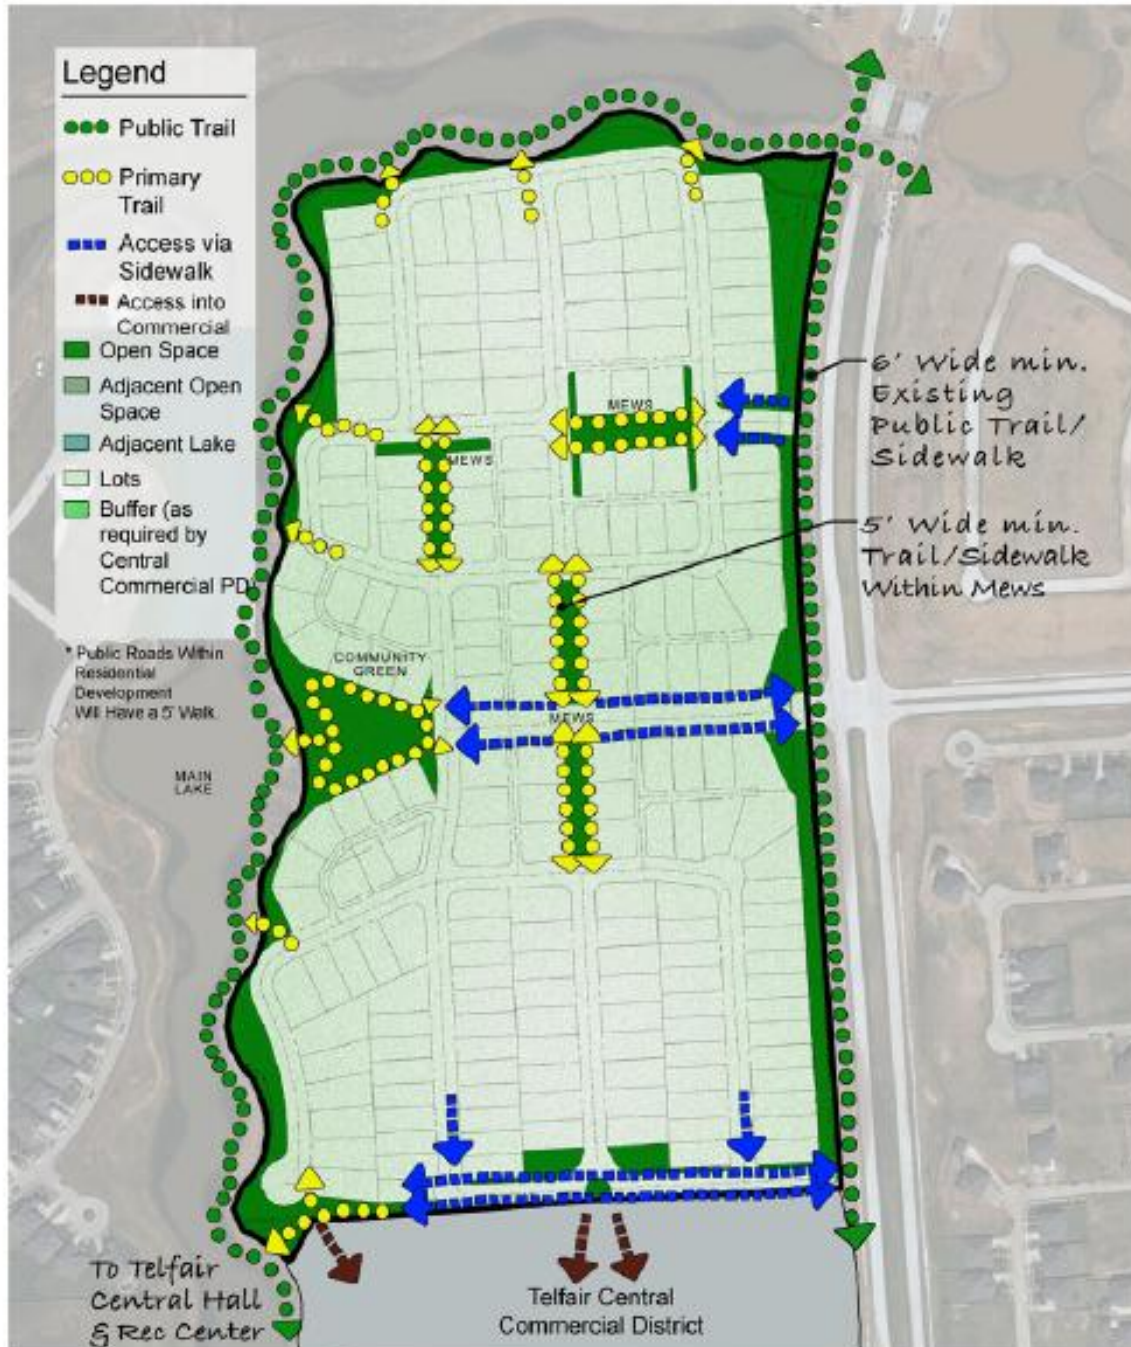 Legend
Public Trail
Primary
Trail
Access via
Sidewalk
Access into
Commercial
Open Space
Adjacent Open
Space
Adjacent Lake
Lots
Buffer (as
required by
Central
Commercial PD)
* Public Roads Within
Residential
Development
Will Have a 5' Walk.
MAIN
LAKE
MEWS
MEWS
COMMUNITY
GREEN
MEWS
6' Wide min.
Existing
Public Trail/
Sidewalk
5' Wide min.
Trail/Sidewalk
Within Mews
To Telfair
Central Hall
& Rec Center
Telfair Central
Commercial District